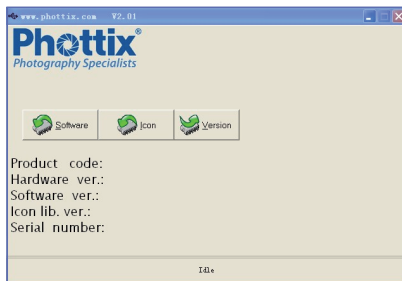 www.phottix.com V2.01
Phottix®
Photography Specialists
Software Icon Version
Product code:
Hardware ver.:
Software ver.:
Icon lib. ver.:
Serial number:
Idle